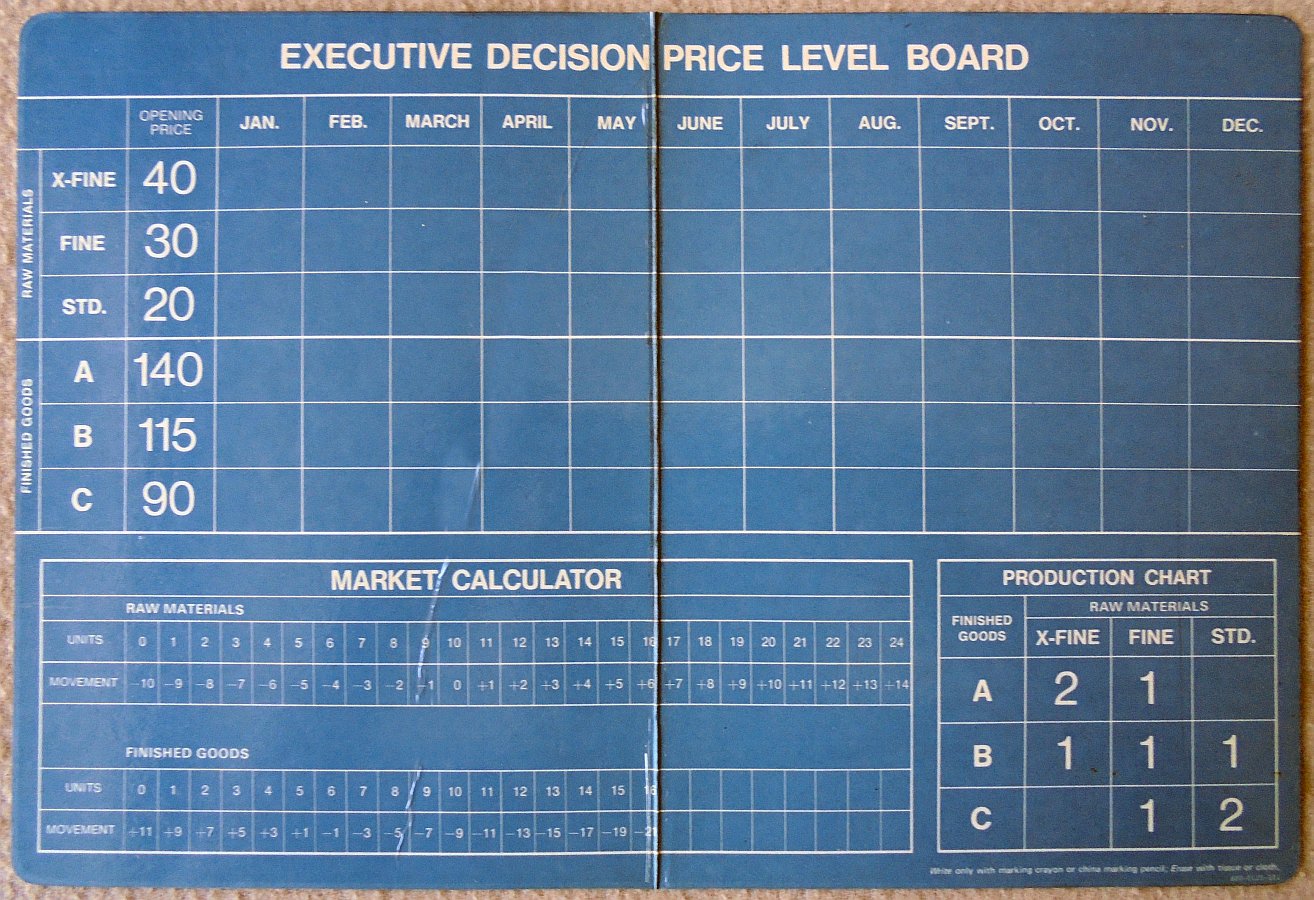 EXECUTIVE DECISION PRICE LEVEL BOARD
OPENING PRICE JAN. FEB. MARCH APRIL MAY JUNE JULY AUG. SEPT. OCT. NOV. DEC.
RAW MATERIALS
X-FINE 40
FINE 30
STD. 20
FINISHED GOODS
A 140
B 115
C 90
MARKET CALCULATOR
RAW MATERIALS
UNITS 0 1 2 3 4 5 6 7 8 9 10 11 12 13 14 15 16 17 18 19 20 21 22 23 24
MOVEMENT −10 −9 −8 −7 −6 −5 −4 −3 −2 −1 0 +1 +2 +3 +4 +5 +6 +7 +8 +9 +10 +11 +12 +13 +14
FINISHED GOODS
UNITS 0 1 2 3 4 5 6 7 8 9 10 11 12 13 14 15 16
MOVEMENT +11 +9 +7 +5 +3 +1 −1 −3 −5 −7 −9 −11 −13 −15 −17 −19 −21
PRODUCTION CHART
FINISHED GOODS
RAW MATERIALS
X-FINE FINE STD.
A 2 1
B 1 1 1
C 1 2
Write only with marking crayon or china marking pencil; Erase with tissue or cloth.